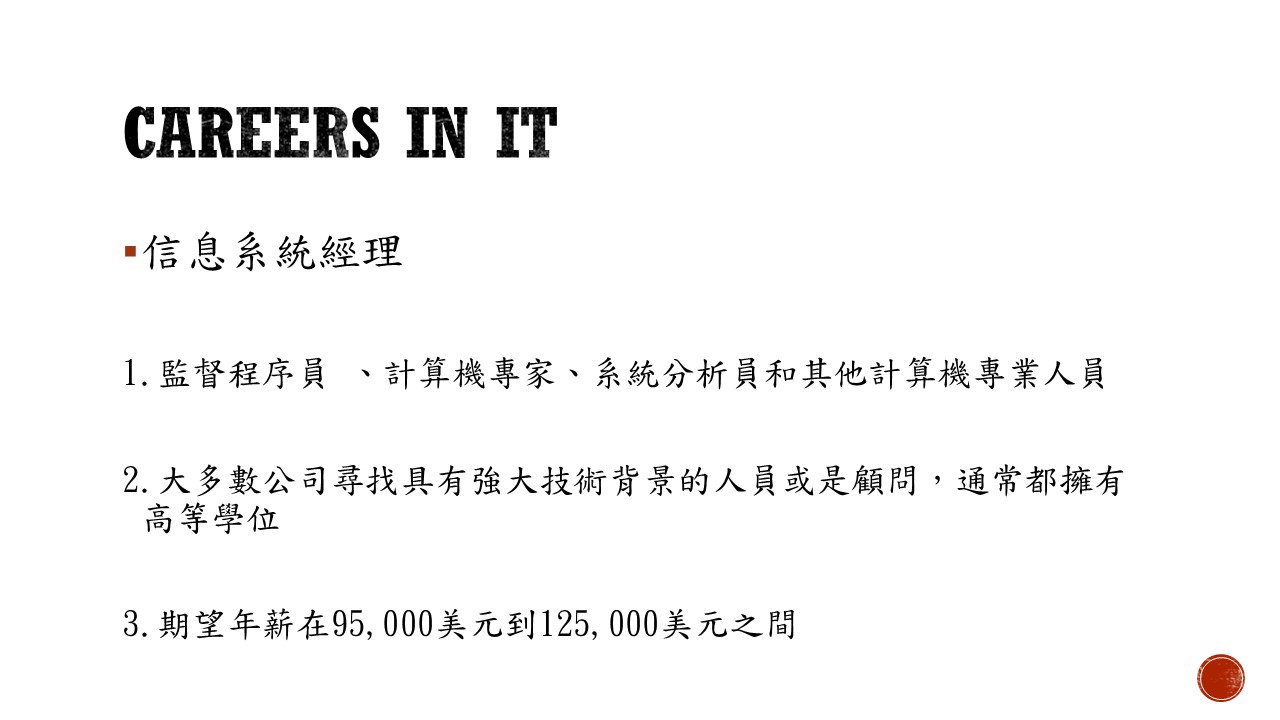 CAREERS IN IT
▪信息系統經理
1.監督程序員 、計算機專家、系統分析員和其他計算機專業人員
2.大多數公司尋找具有強大技術背景的人員或是顧問，通常都擁有
高等學位
3.期望年薪在95,000美元到125,000美元之間